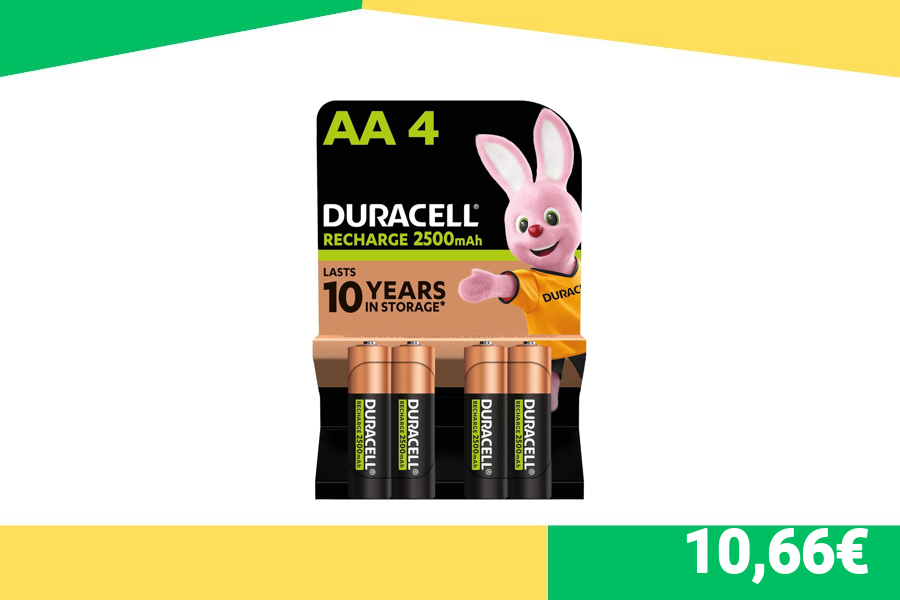 AA 4
DURACELL®
RECHARGE 2500mAh
LASTS
10 YEARS
IN STORAGE*
DURAC
DURACELL®
RECHARGE 2500mAh
DURACELL®
RECHARGE 2500mAh
DURACELL®
RECHARGE 2500mAh
DURACELL®
RECHARGE 2500mAh
10,66€